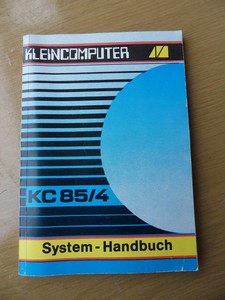 KLEINCOMPUTER
KC 85/4
System-Handbuch